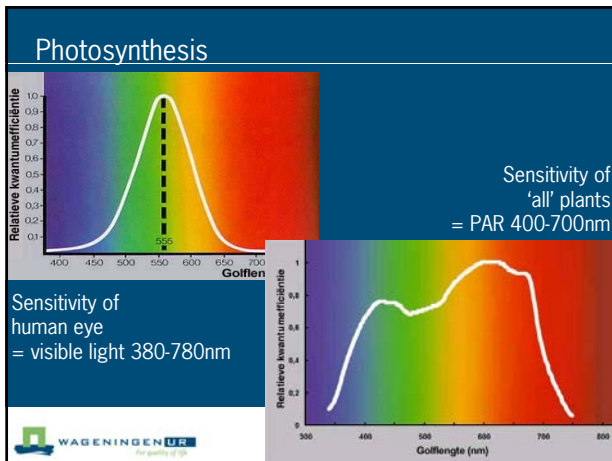 Photosynthesis
Relatieve kwantumefficiëntie
1,0
0,9
0,8
0,7
0,6
0,5
0,4
0,3
0,2
0,1
555
400 450 500 550 600 650 700
Golflengte
Sensitivity of
'all' plants
= PAR 400-700nm
Sensitivity of
human eye
= visible light 380-780nm
Relatieve kwantumefficiëntie
1
0,8
0,6
0,4
0,2
0
300 400 500 600 700 800
Golflengte (nm)
WAGENINGEN UR
For quality of life